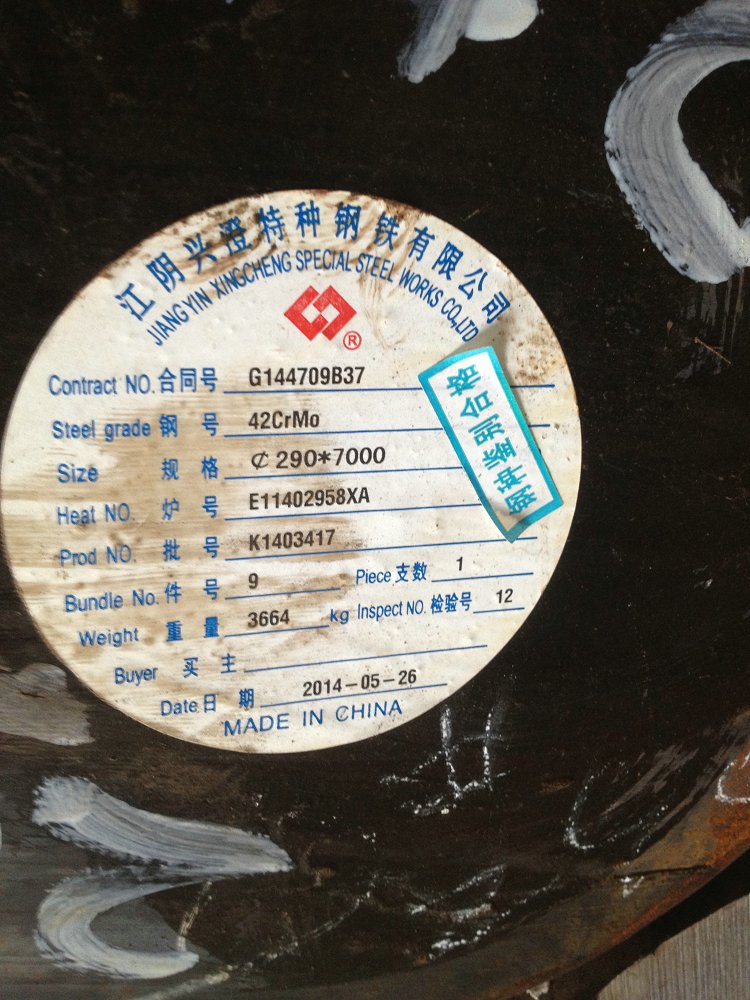 江阴兴澄特种钢铁有限公司
JIANGYIN XINGCHENG SPECIAL STEEL WORKS CO.,LTD
®
Contract NO. 合同号 G144709B37
Steel grade 钢 号 42CrMo
Size 规 格 ¢ 290*7000
Heat NO. 炉 号 E11402958XA
Prod NO. 批 号 K1403417
Bundle No. 件 号 9 Piece 支数 1
Weight 重 量 3664 kg Inspect NO. 检验号 12
Buyer 买 主
Date 日 期 2014-05-26
MADE IN CHINA
钢种鉴别合格